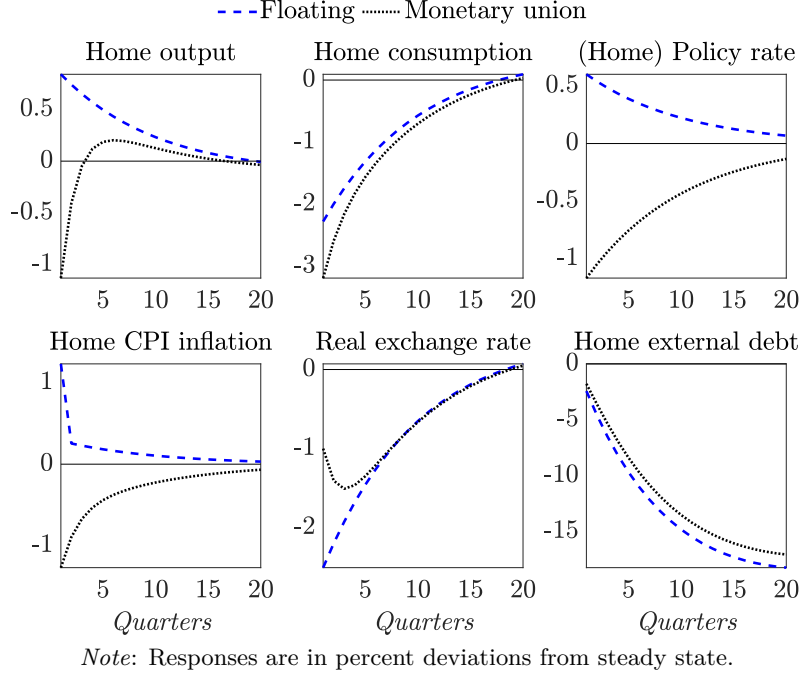 Floating Monetary union
Home output Home consumption (Home) Policy rate
0.5 0 -0.5 -1
5 10 15 20
0 -1 -2 -3
5 10 15 20
0.5 0 -0.5 -1
5 10 15 20
Home CPI inflation Real exchange rate Home external debt
1 0 -1
5 10 15 20
Quarters
0 -1 -2
5 10 15 20
Quarters
0 -5 -10 -15
5 10 15 20
Quarters
Note: Responses are in percent deviations from steady state.